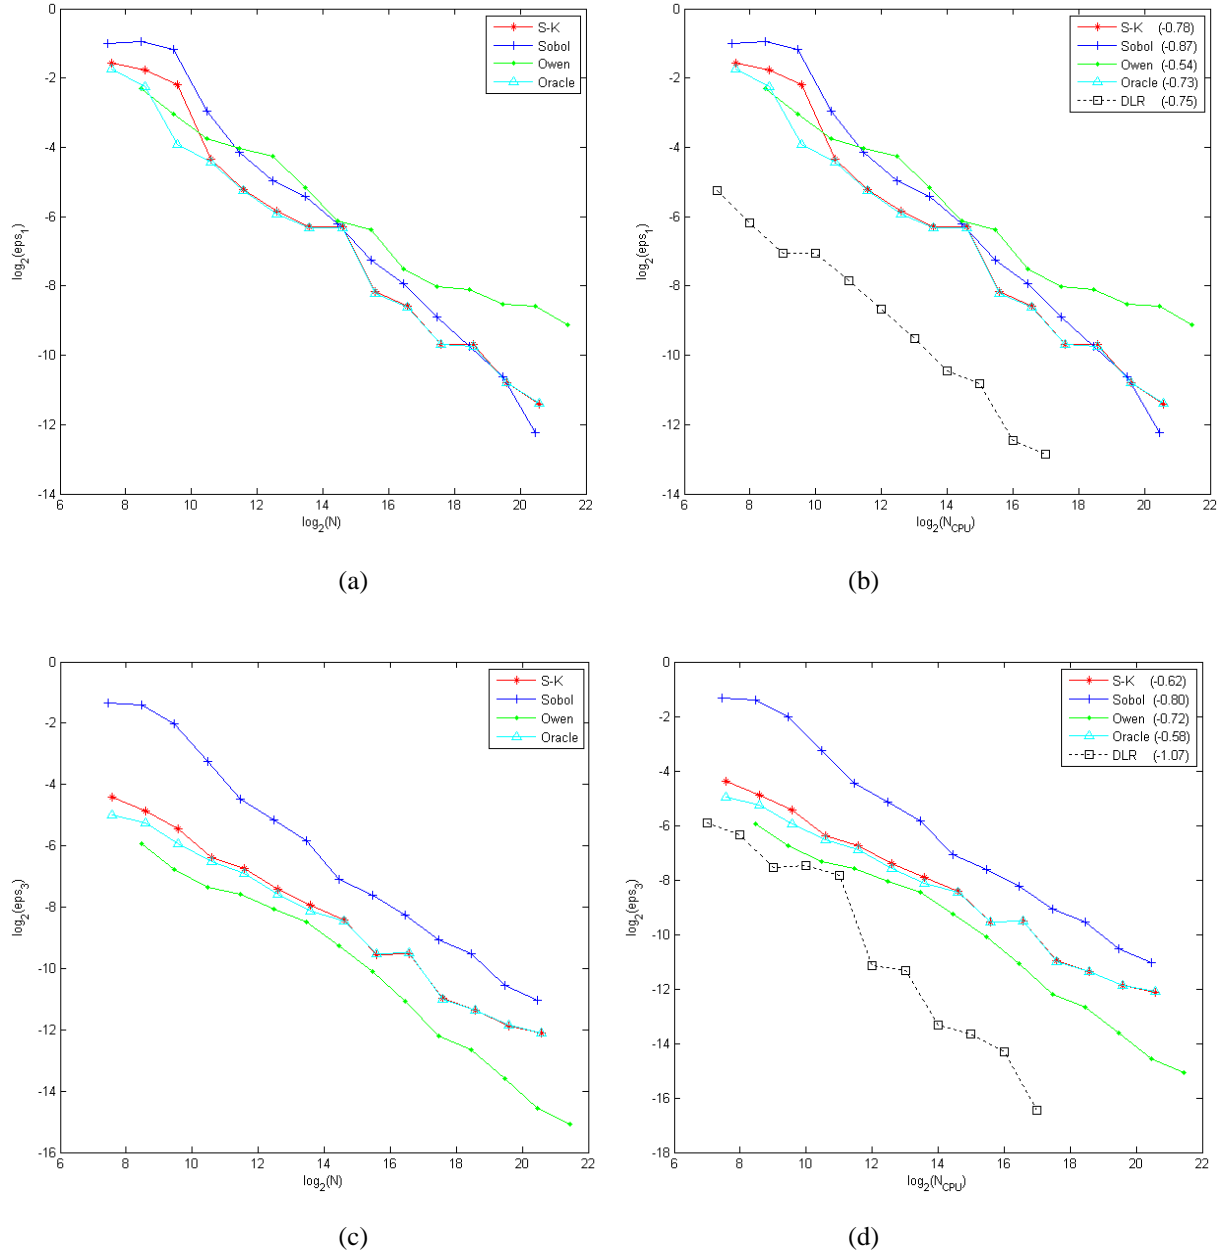 0
-2
-4
-6
-8
-10
-12
-14
log2(eps1)
6 8 10 12 14 16 18 20 22
log2(N)
S-K
Sobol
Owen
Oracle
(a)
0
-2
-4
-6
-8
-10
-12
-14
log2(eps1)
6 8 10 12 14 16 18 20 22
log2(NCPU)
S-K (-0.78)
Sobol (-0.87)
Owen (-0.54)
Oracle (-0.73)
DLR (-0.75)
(b)
0
-2
-4
-6
-8
-10
-12
-14
-16
log2(eps3)
6 8 10 12 14 16 18 20 22
log2(N)
S-K
Sobol
Owen
Oracle
(c)
0
-2
-4
-6
-8
-10
-12
-14
-16
-18
log2(eps3)
6 8 10 12 14 16 18 20 22
log2(NCPU)
S-K (-0.62)
Sobol (-0.80)
Owen (-0.72)
Oracle (-0.58)
DLR (-1.07)
(d)